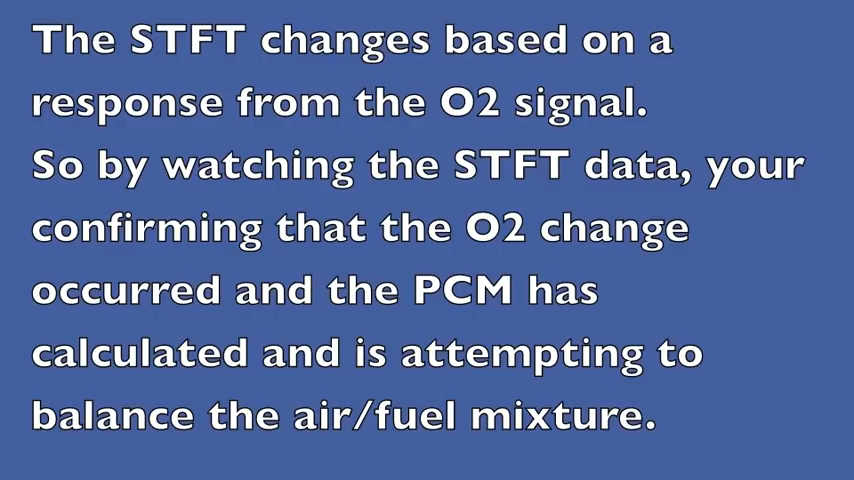 The STFT changes based on a
response from the O2 signal.
So by watching the STFT data, your
confirming that the O2 change
occurred and the PCM has
calculated and is attempting to
balance the air/fuel mixture.